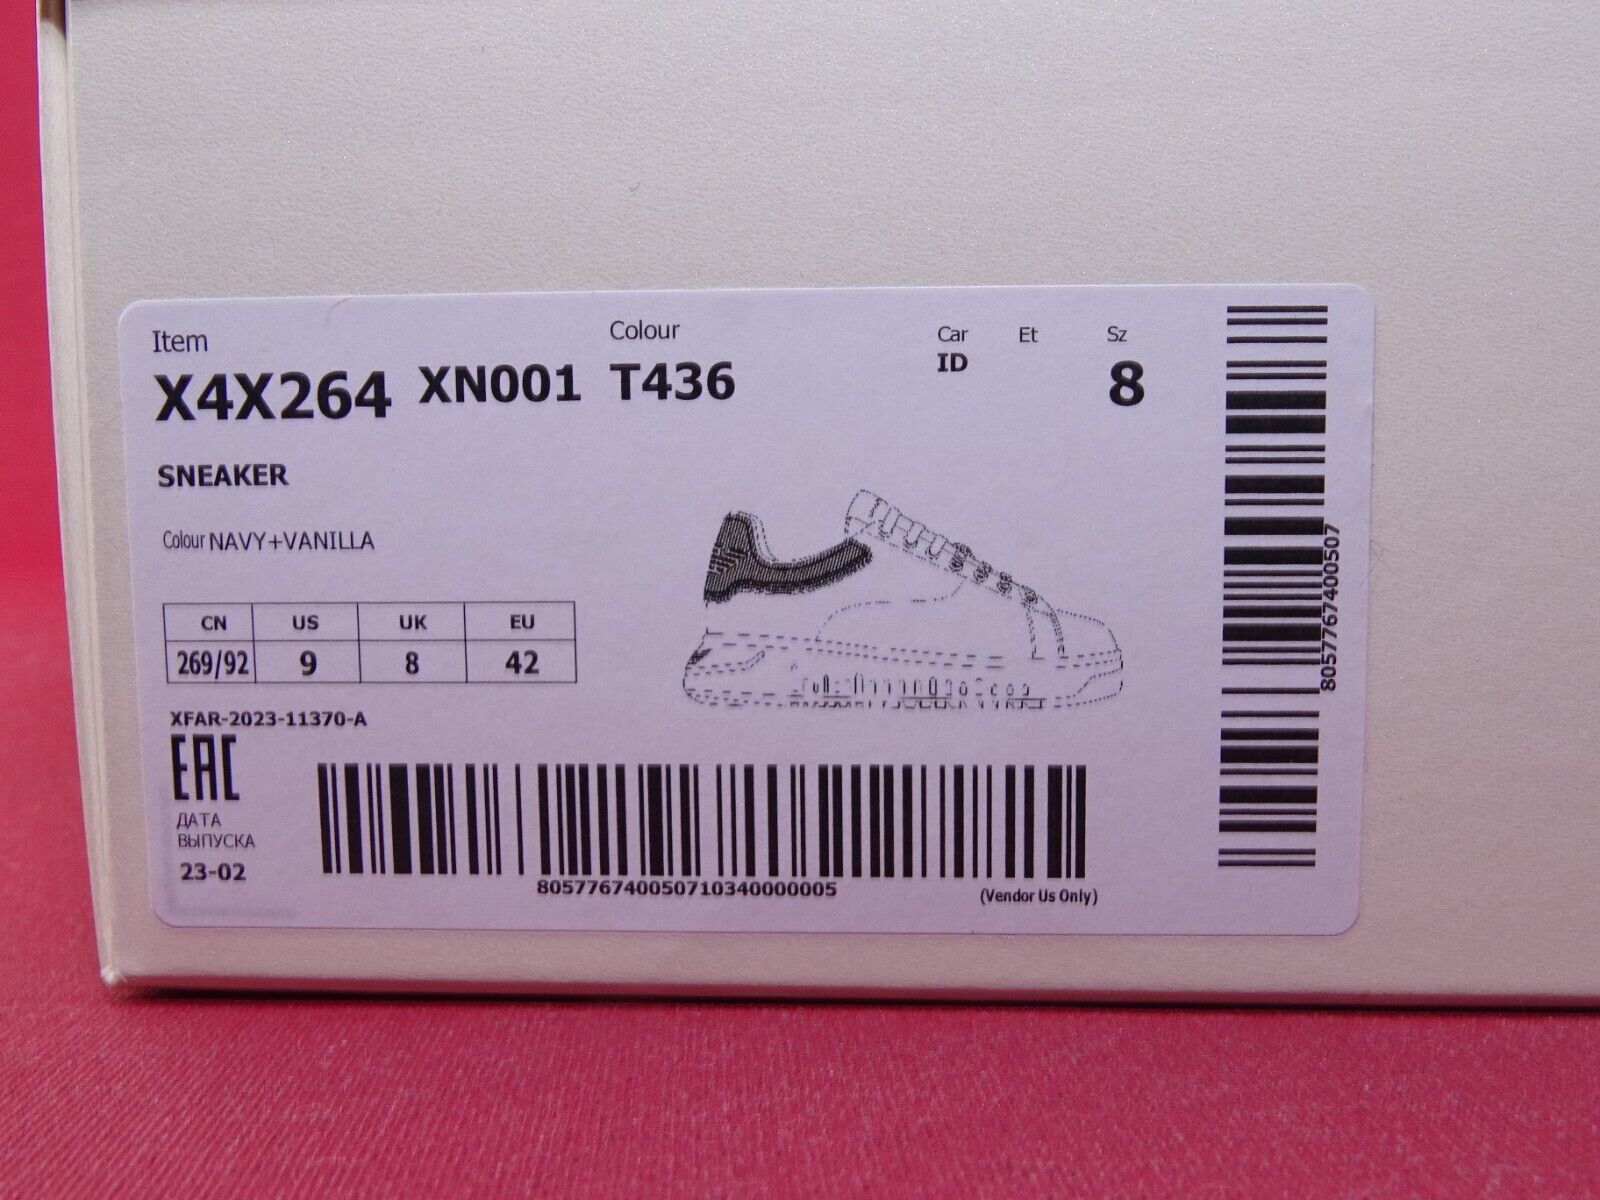 Item Colour Car Et Sz
X4X264 XN001 T436 ID 8
SNEAKER
Colour NAVY+VANILLA
CN US UK EU
269/92 9 8 42
XFAR-2023-11370-A
EAC
ДАТА
ВЫПУСКА
23-02
805776740050710340000005
(Vendor Us Only)
8057767400507